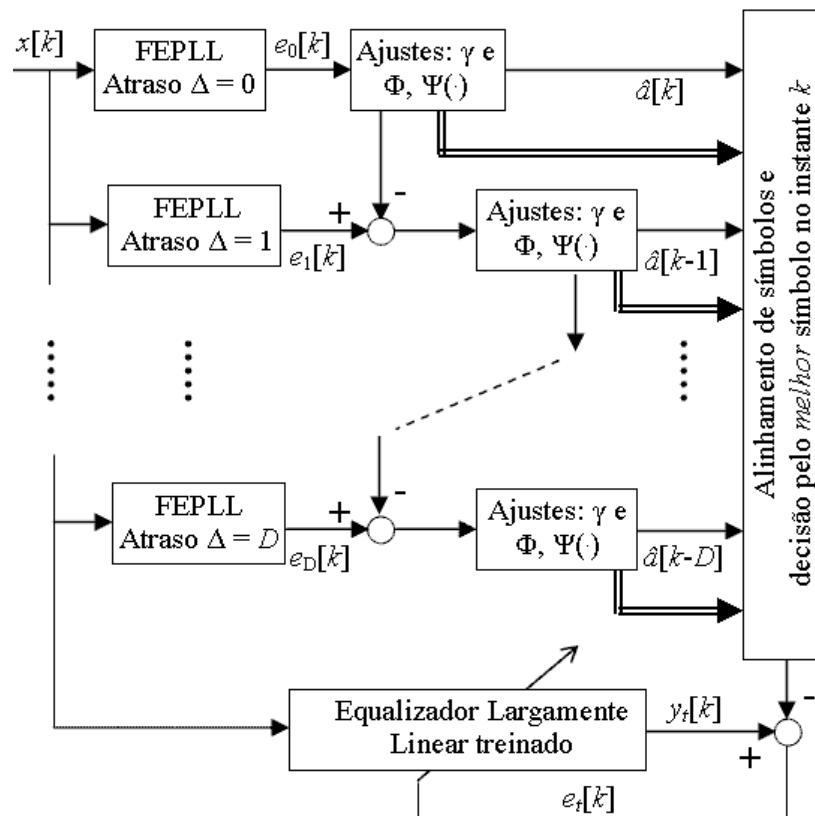 x[k]
FEPLL
Atraso Δ = 0
e₀[k]
Ajustes: γ e
Φ, Ψ(·)
â[k]
-
FEPLL
Atraso Δ = 1
+
e₁[k]
Ajustes: γ e
Φ, Ψ(·)
â[k-1]
-
FEPLL
Atraso Δ = D
+
e_D[k]
Ajustes: γ e
Φ, Ψ(·)
â[k-D]
Alinhamento de símbolos e
decisão pelo melhor símbolo no instante k
Equalizador Largamente
Linear treinado
yₜ[k]
-
+
eₜ[k]